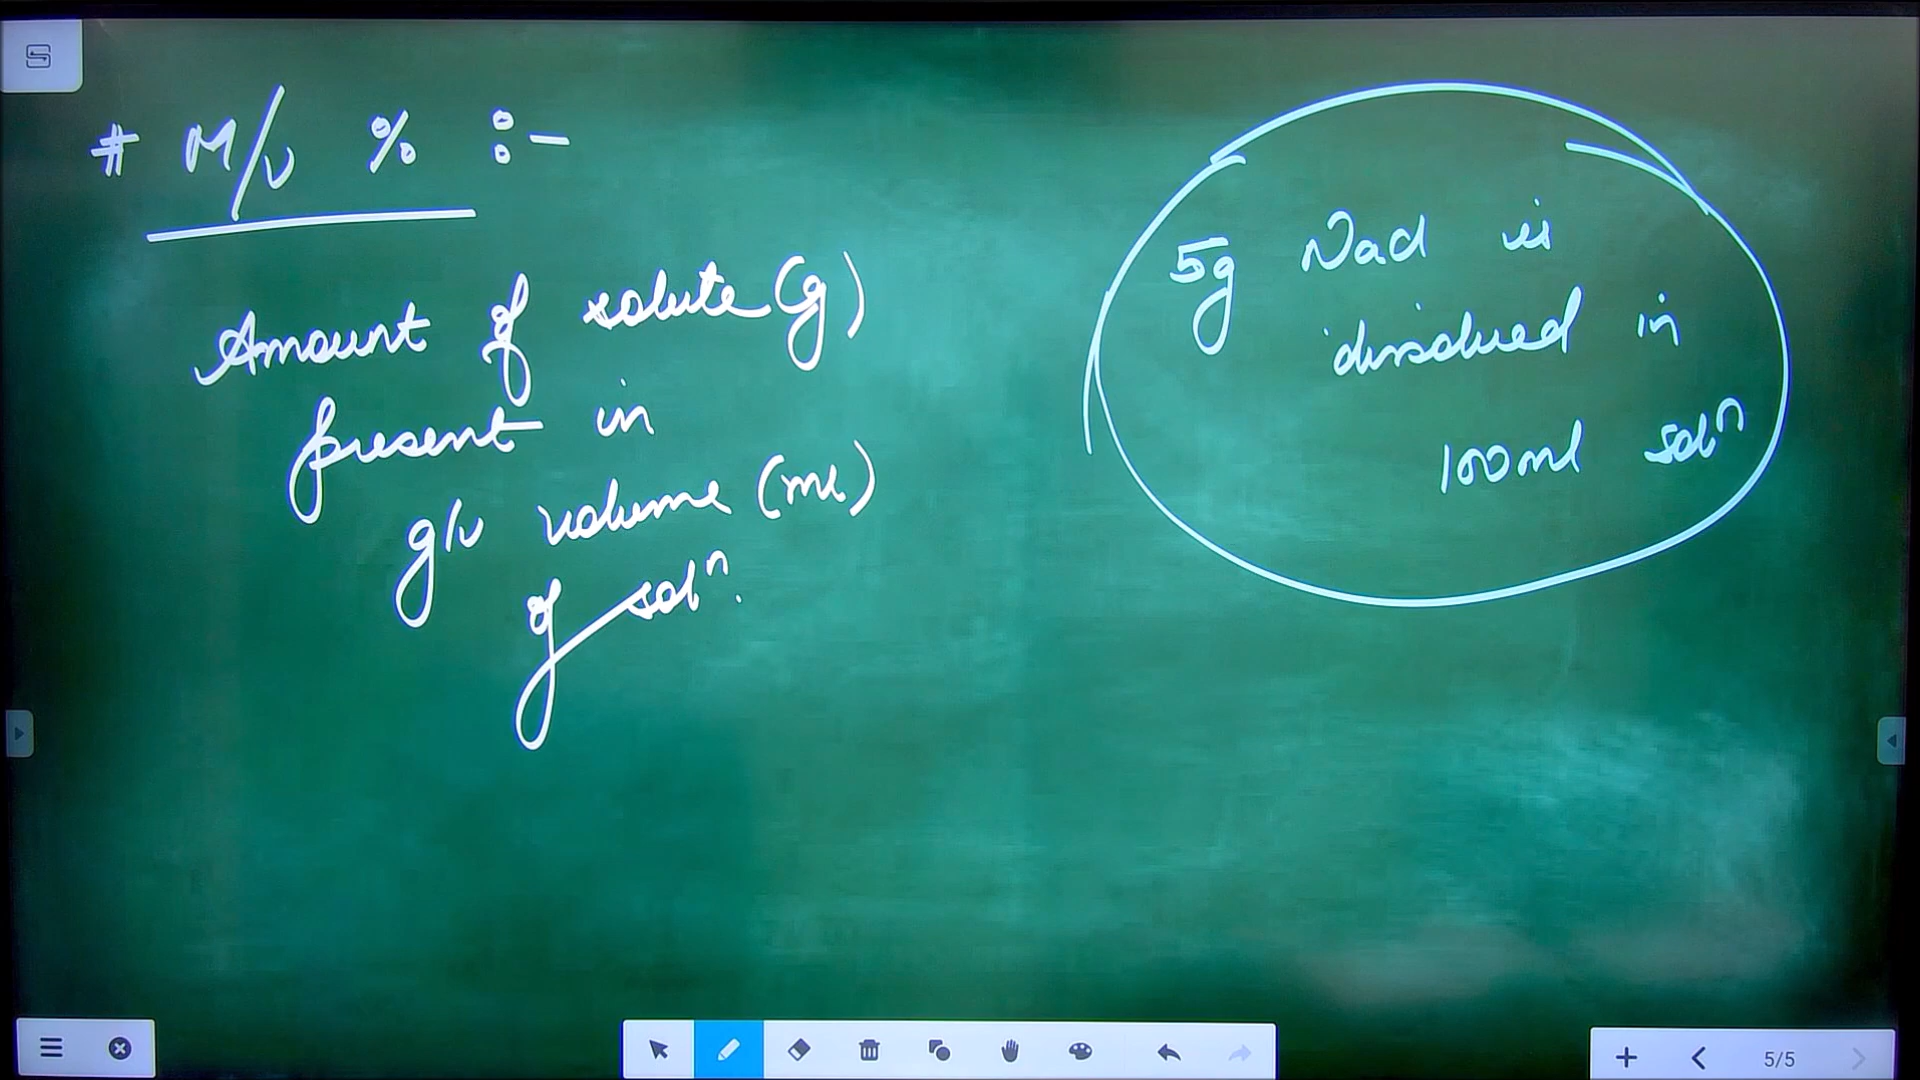 # M/v % :-
Amount of solute (g)
present in
g/v volume (ml)
of solⁿ.
5g NaCl is
dissolved in
100ml solⁿ
5/5